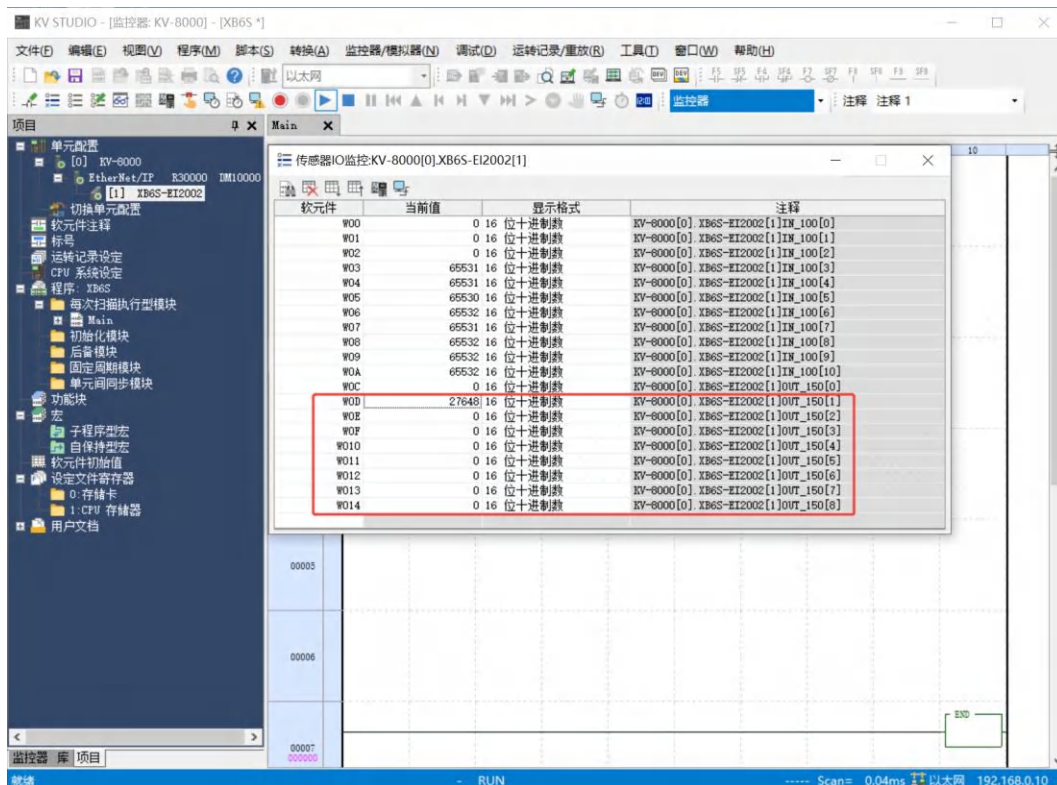 KV STUDIO - [监控器: KV-8000] - [XB6S *]
文件(F) 编辑(E) 视图(V) 程序(M) 脚本(S) 转换(A) 监控器/模拟器(N) 调试(D) 运转记录/重放(R) 工具(T) 窗口(W) 帮助(H)
以太网
监控器 注释 注释 1
项目
Main
单元配置
[0] KV-8000
EtherNet/IP R30000 DM10000
[1] XB6S-EI2002
切换单元配置
软元件注释
标号
运转记录设定
CPU 系统设定
程序: XB6S
每次扫描执行型模块
Main
初始化模块
后备模块
固定周期模块
单元间同步模块
功能块
宏
子程序型宏
自保持型宏
软元件初始值
设定文件寄存器
0:存储卡
1:CPU 存储器
用户文档
监控器 库 项目
10
传感器IO监控:KV-8000[0].XB6S-EI2002[1]
软元件 当前值 显示格式 注释
W00 0 16 位十进制数 KV-8000[0].XB6S-EI2002[1]IN_100[0]
W01 0 16 位十进制数 KV-8000[0].XB6S-EI2002[1]IN_100[1]
W02 0 16 位十进制数 KV-8000[0].XB6S-EI2002[1]IN_100[2]
W03 65531 16 位十进制数 KV-8000[0].XB6S-EI2002[1]IN_100[3]
W04 65531 16 位十进制数 KV-8000[0].XB6S-EI2002[1]IN_100[4]
W05 65530 16 位十进制数 KV-8000[0].XB6S-EI2002[1]IN_100[5]
W06 65532 16 位十进制数 KV-8000[0].XB6S-EI2002[1]IN_100[6]
W07 65531 16 位十进制数 KV-8000[0].XB6S-EI2002[1]IN_100[7]
W08 65532 16 位十进制数 KV-8000[0].XB6S-EI2002[1]IN_100[8]
W09 65532 16 位十进制数 KV-8000[0].XB6S-EI2002[1]IN_100[9]
W0A 65532 16 位十进制数 KV-8000[0].XB6S-EI2002[1]IN_100[10]
W0C 0 16 位十进制数 KV-8000[0].XB6S-EI2002[1]OUT_150[0]
W0D 27648 16 位十进制数 KV-8000[0].XB6S-EI2002[1]OUT_150[1]
W0E 0 16 位十进制数 KV-8000[0].XB6S-EI2002[1]OUT_150[2]
W0F 0 16 位十进制数 KV-8000[0].XB6S-EI2002[1]OUT_150[3]
W010 0 16 位十进制数 KV-8000[0].XB6S-EI2002[1]OUT_150[4]
W011 0 16 位十进制数 KV-8000[0].XB6S-EI2002[1]OUT_150[5]
W012 0 16 位十进制数 KV-8000[0].XB6S-EI2002[1]OUT_150[6]
W013 0 16 位十进制数 KV-8000[0].XB6S-EI2002[1]OUT_150[7]
W014 0 16 位十进制数 KV-8000[0].XB6S-EI2002[1]OUT_150[8]
00005
00006
END
00007
000000
就绪 - RUN ----- Scan= 0.04ms 以太网 192.168.0.10